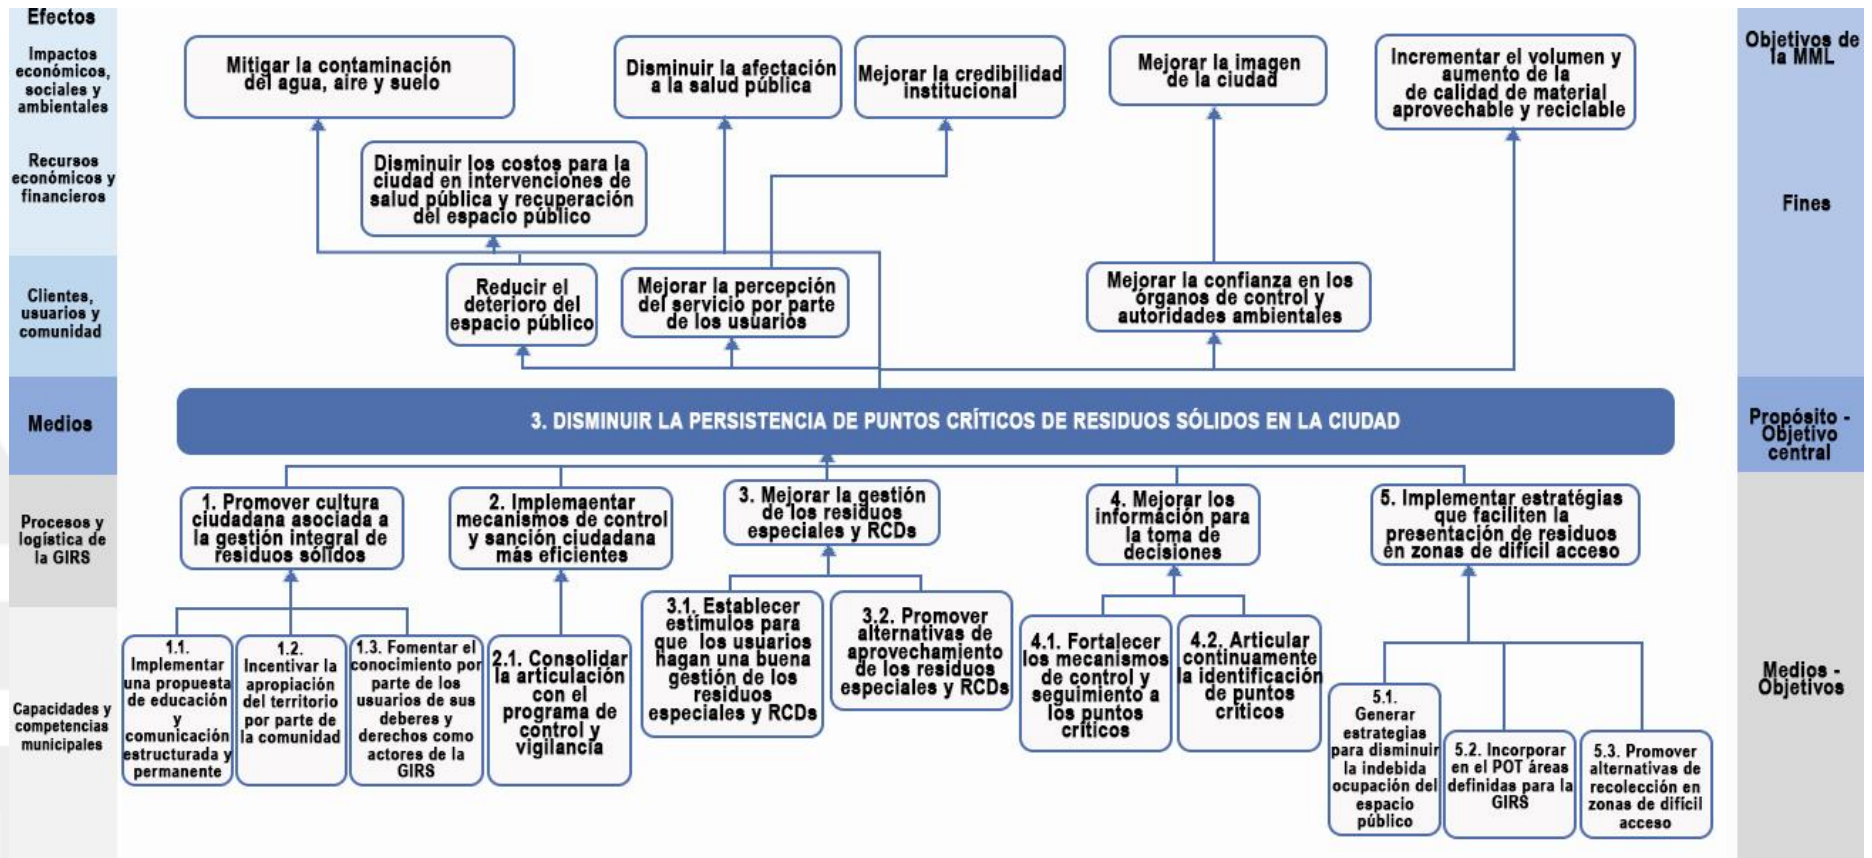 Efectos
Impactos
económicos,
sociales y
ambientales
Recursos
económicos y
financieros
Clientes,
usuarios y
comunidad
Medios
Procesos y
logística de
la GIRS
Capacidades y
competencias
municipales
Mitigar la contaminación
del agua, aire y suelo
Disminuir la afectación
a la salud pública
Mejorar la credibilidad
institucional
Mejorar la imagen
de la ciudad
Incrementar el volumen y
aumento de la
de calidad de material
aprovechable y reciclable
Disminuir los costos para la
ciudad en intervenciones de
salud pública y recuperación
del espacio público
Reducir el
deterioro del
espacio público
Mejorar la percepción
del servicio por parte
de los usuarios
Mejorar la confianza en los
órganos de control y
autoridades ambientales
3. DISMINUIR LA PERSISTENCIA DE PUNTOS CRÍTICOS DE RESIDUOS SÓLIDOS EN LA CIUDAD
1. Promover cultura
ciudadana asociada a
la gestión integral de
residuos sólidos
2. Implemaentar
mecanismos de control
y sanción ciudadana
más eficientes
3. Mejorar la gestión
de los residuos
especiales y RCDs
4. Mejorar los
información para
la toma de
decisiones
5. Implementar estratégias
que faciliten la
presentación de residuos
en zonas de difícil acceso
1.1.
Implementar
una propuesta
de educación
y
comunicación
estructurada y
permanente
1.2.
Incentivar la
apropiación
del territorio
por parte de
la comunidad
1.3. Fomentar el
conocimiento por
parte de los
usuarios de sus
deberes y
derechos como
actores de la
GIRS
2.1. Consolidar
la articulación
con el
programa de
control y
vigilancia
3.1. Establecer
estímulos para
que los usuarios
hagan una buena
gestión de los
residuos
especiales y RCDs
3.2. Promover
alternativas de
aprovechamiento
de los residuos
especiales y RCDs
4.1. Fortalecer
los mecanismos
de control y
seguimiento a
los puntos
críticos
4.2. Articular
continuamente
la identificación
de puntos
críticos
5.1.
Generar
estrategias
para disminuir
la indebida
ocupación del
espacio
público
5.2. Incorporar
en el POT áreas
definidas para la
GIRS
5.3. Promover
alternativas de
recolección en
zonas de difícil
acceso
Objetivos de
la MML
Fines
Propósito -
Objetivo
central
Medios -
Objetivos